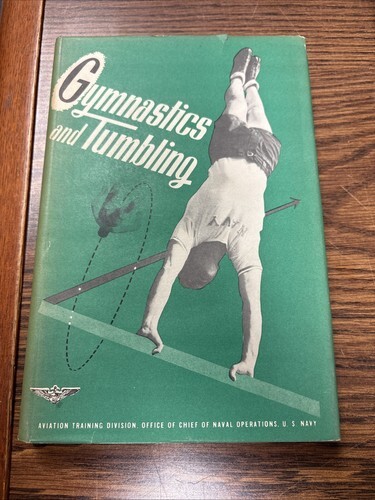 Gymnastics
and Tumbling
NAVY
AVIATION TRAINING DIVISION, OFFICE OF CHIEF OF NAVAL OPERATIONS, U. S. NAVY